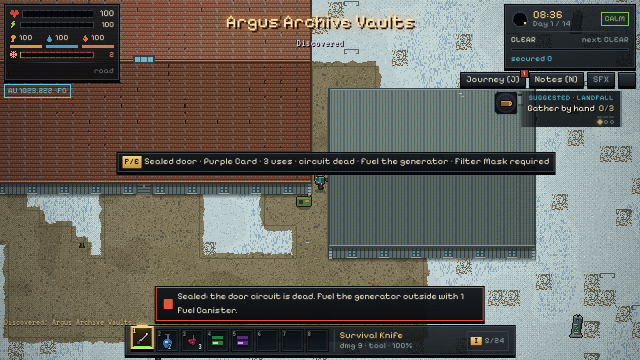 Argus Archive Vaults
Discovered
100
100
100 100 100
road
AU 1023.222-F0
08:36
Day 1 / 14
CALM
CLEAR next CLEAR
secured 0
Journey (J)
Notes (N)
SFX
SUGGESTED · LANDFALL
Gather by hand 0/3
F/E Sealed door · Purple Card · 3 uses · circuit dead · Fuel the generator · Filter Mask required
Sealed: the door circuit is dead. Fuel the generator outside with 1
Fuel Canister.
Discovered: Argus Archive Vaults
1 2 3 4 5 6 7 8
3
Survival Knife
dmg 9 · tool · 100%